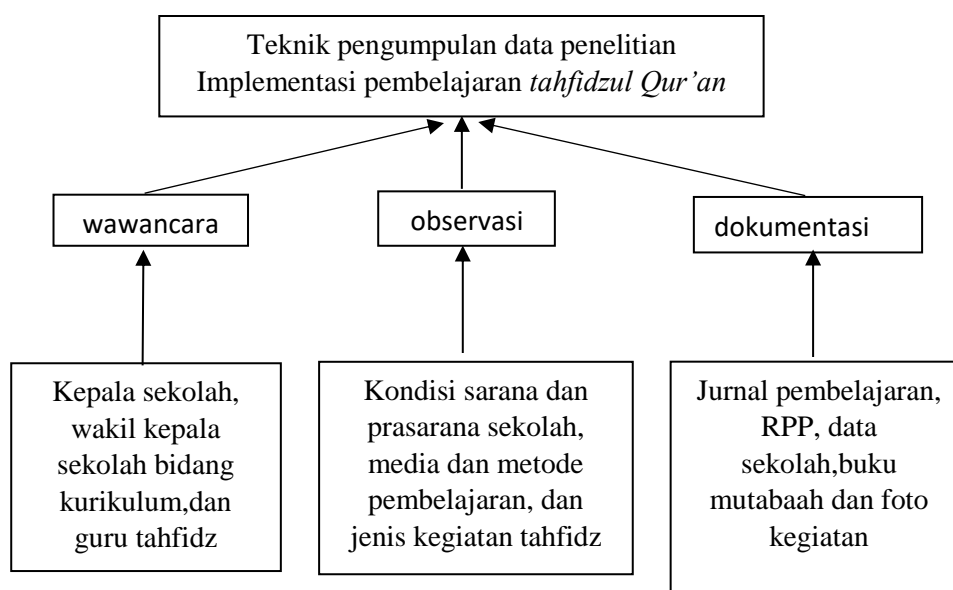 Teknik pengumpulan data penelitian
Implementasi pembelajaran tahfidzul Qur’an
wawancara
observasi
dokumentasi
Kepala sekolah,
wakil kepala
sekolah bidang
kurikulum,dan
guru tahfidz
Kondisi sarana dan
prasarana sekolah,
media dan metode
pembelajaran, dan
jenis kegiatan tahfidz
Jurnal pembelajaran,
RPP, data
sekolah,buku
mutabaah dan foto
kegiatan